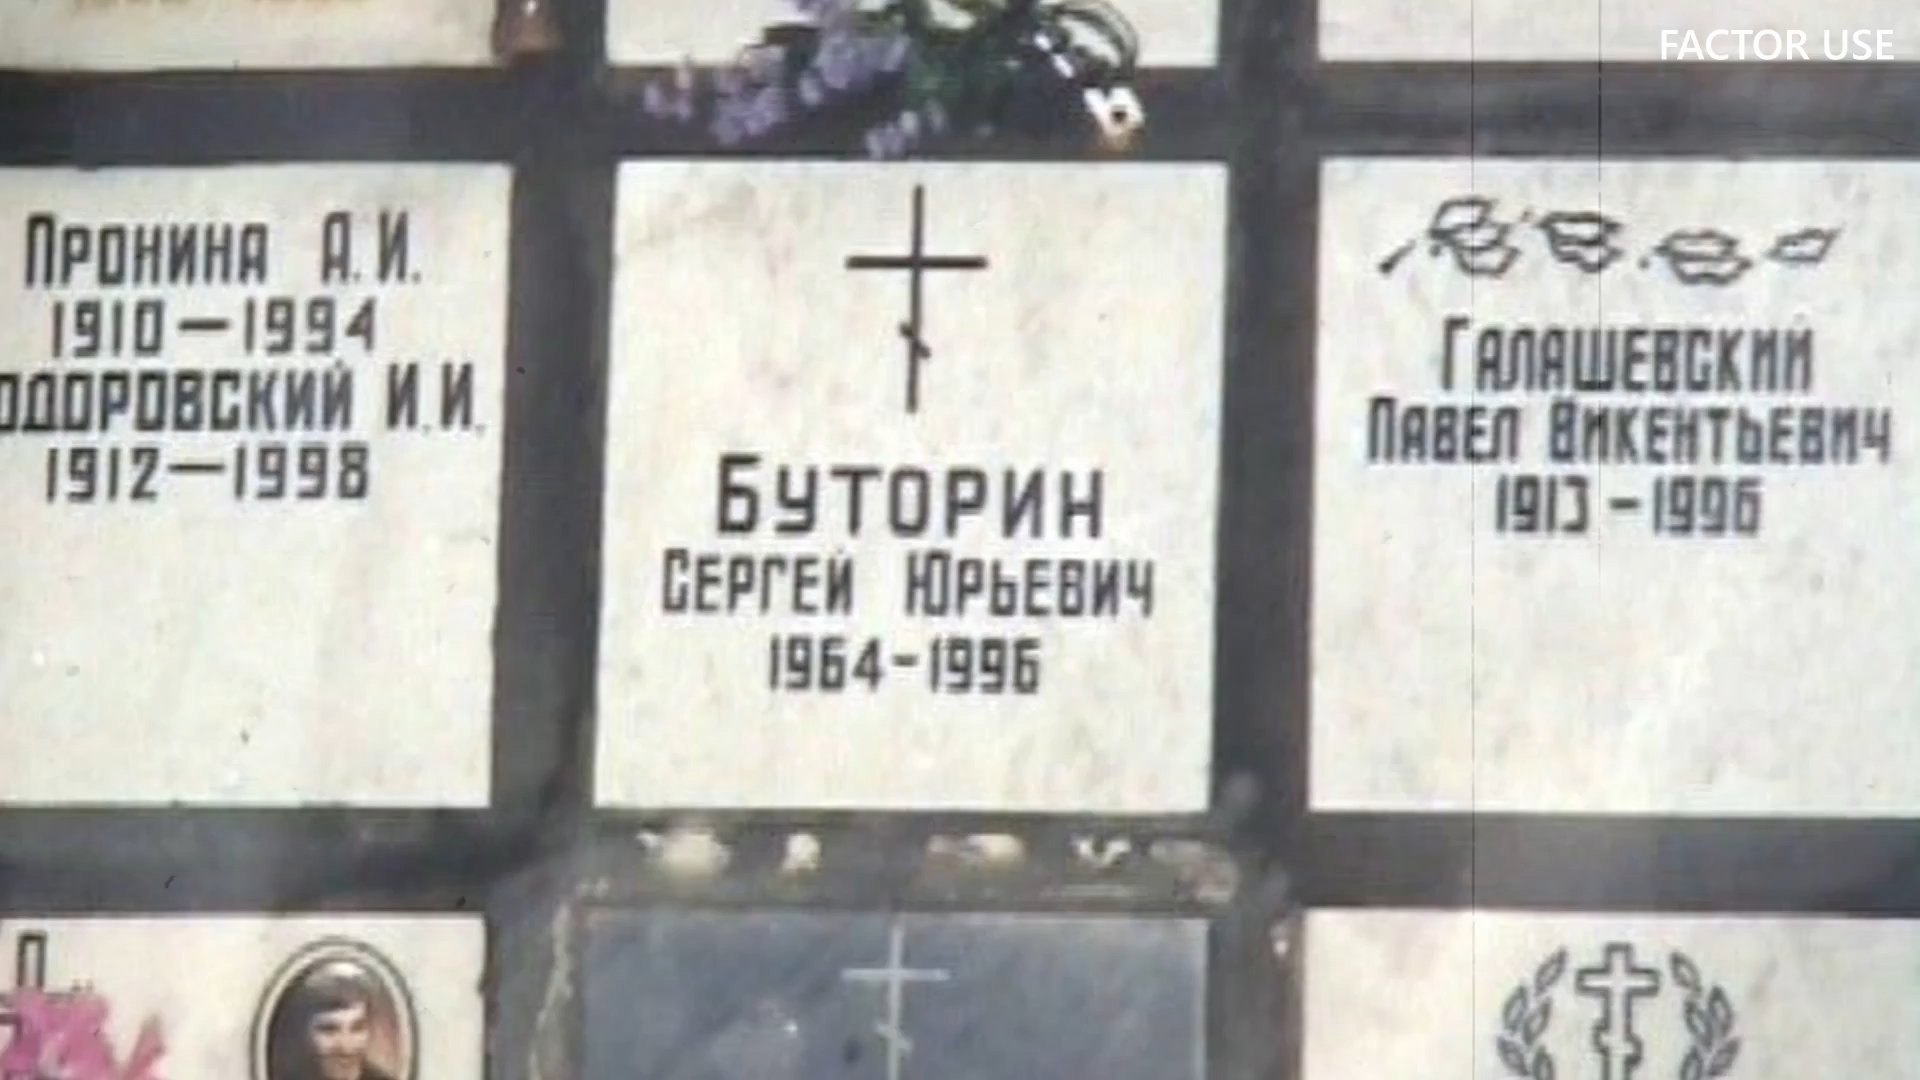 FACTOR USE
ПРОНИНА А.И.
1910—1994
ОДОРОВСКИЙ И.И.
1912—1998
БУТОРИН
СЕРГЕЙ ЮРЬЕВИЧ
1964-1996
ГАЛАШЕВСКИЙ
ПАВЕЛ ВИКЕНТЬЕВИЧ
1913-1996
П